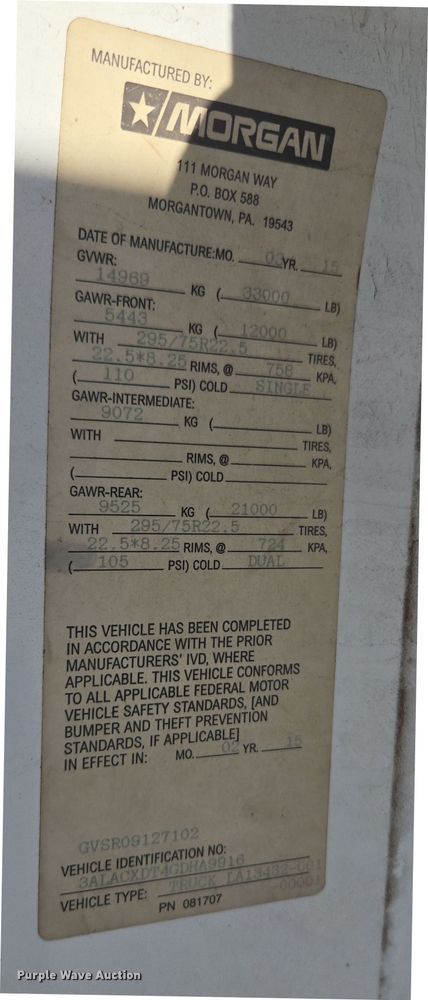 MANUFACTURED BY:
MORGAN
111 MORGAN WAY
P.O. BOX 588
MORGANTOWN, PA. 19543
DATE OF MANUFACTURE:MO. 03 YR. 15
GVWR:
14969 KG ( 33000 LB)
GAWR-FRONT:
5443 KG ( 12000 LB)
WITH 295/75R22.5 TIRES,
22.5*8.25 RIMS, @ 758 KPA,
( 110 PSI) COLD SINGLE
GAWR-INTERMEDIATE:
9072 KG ( LB)
WITH TIRES,
RIMS, @ KPA,
( PSI) COLD
GAWR-REAR:
9525 KG ( 21000 LB)
WITH 295/75R22.5 TIRES,
22.5*8.25 RIMS, @ 724 KPA,
( 105 PSI) COLD DUAL
THIS VEHICLE HAS BEEN COMPLETED
IN ACCORDANCE WITH THE PRIOR
MANUFACTURERS' IVD, WHERE
APPLICABLE. THIS VEHICLE CONFORMS
TO ALL APPLICABLE FEDERAL MOTOR
VEHICLE SAFETY STANDARDS, [AND
BUMPER AND THEFT PREVENTION
STANDARDS, IF APPLICABLE]
IN EFFECT IN: MO. 02 YR. 15
GVSR09127102
VEHICLE IDENTIFICATION NO:
3ALACXDT4GDHA9916
VEHICLE TYPE: TRUCK
PN 081707
Purple Wave Auction